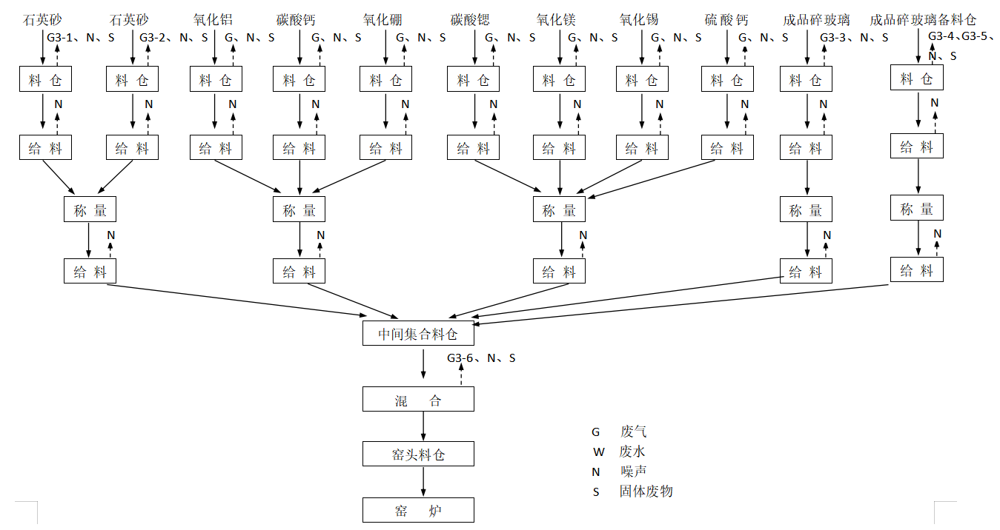 石英砂 石英砂 氧化铝 碳酸钙 氧化硼 碳酸锶 氧化镁 氧化锡 硫酸钙 成品碎玻璃 成品碎玻璃备料仓
G3-1、N、S G3-2、N、S G、N、S G、N、S G、N、S G、N、S G、N、S G、N、S G、N、S G3-3、N、S G3-4、G3-5、
N、S
料仓 料仓 料仓 料仓 料仓 料仓 料仓 料仓 料仓 料仓 料仓
N N N N N N N N N N N
给料 给料 给料 给料 给料 给料 给料 给料 给料 给料 给料
称量 称量 称量 称量 称量
N N N N N
给料 给料 给料 给料 给料
中间集合料仓
G3-6、N、S
混合
窑头料仓
窑炉
G 废气
W 废水
N 噪声
S 固体废物